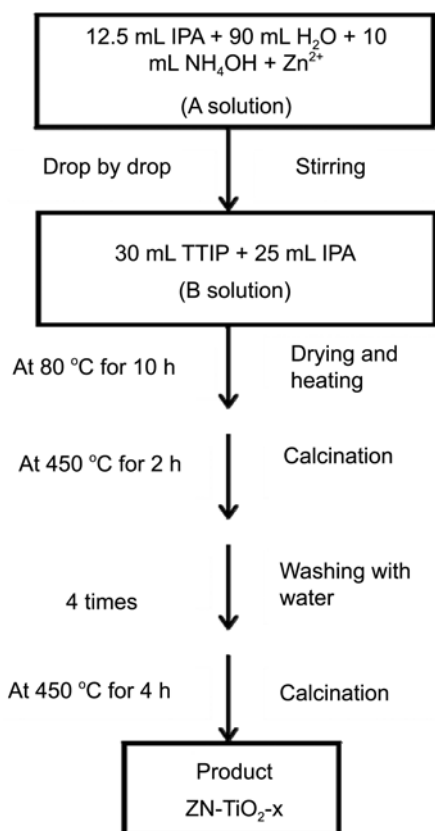 12.5 mL IPA + 90 mL H₂O + 10
mL NH₄OH + Zn²⁺
(A solution)
Drop by drop
Stirring
30 mL TTIP + 25 mL IPA
(B solution)
At 80 °C for 10 h
Drying and
heating
At 450 °C for 2 h
Calcination
4 times
Washing with
water
At 450 °C for 4 h
Calcination
Product
ZN-TiO₂-x